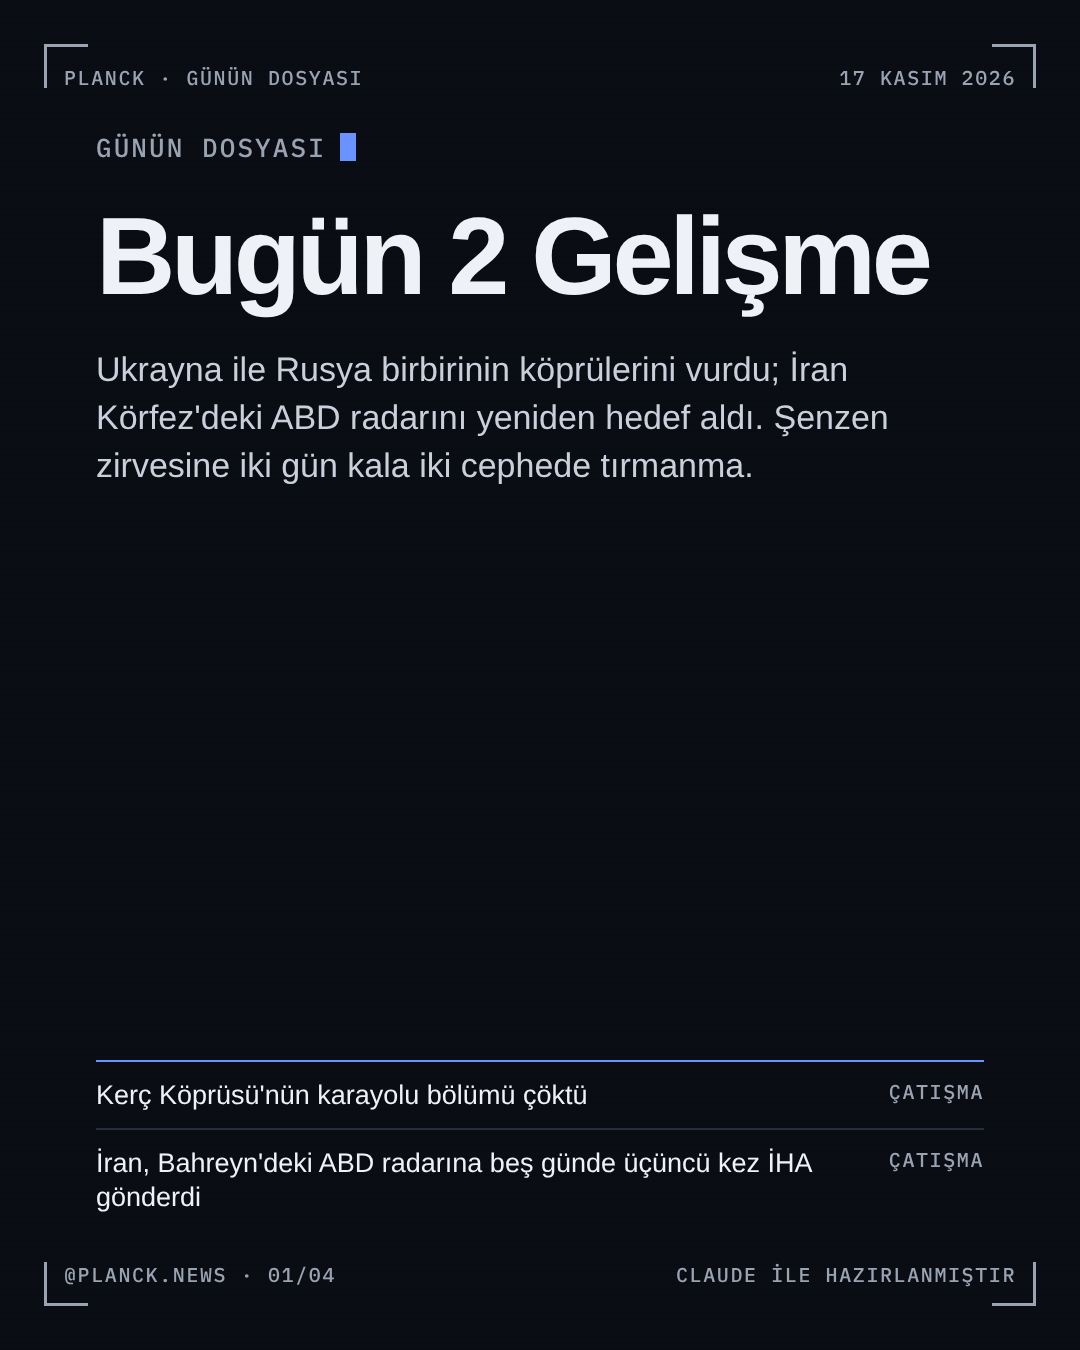 PLANCK · GÜNÜN DOSYASI
17 KASIM 2026
GÜNÜN DOSYASI
Bugün 2 Gelişme
Ukrayna ile Rusya birbirinin köprülerini vurdu; İran
Körfez'deki ABD radarını yeniden hedef aldı. Şenzen
zirvesine iki gün kala iki cephede tırmanma.
Kerç Köprüsü'nün karayolu bölümü çöktü
ÇATIŞMA
İran, Bahreyn'deki ABD radarına beş günde üçüncü kez İHA
gönderdi
ÇATIŞMA
@PLANCK.NEWS · 01/04
CLAUDE İLE HAZIRLANMIŞTIR